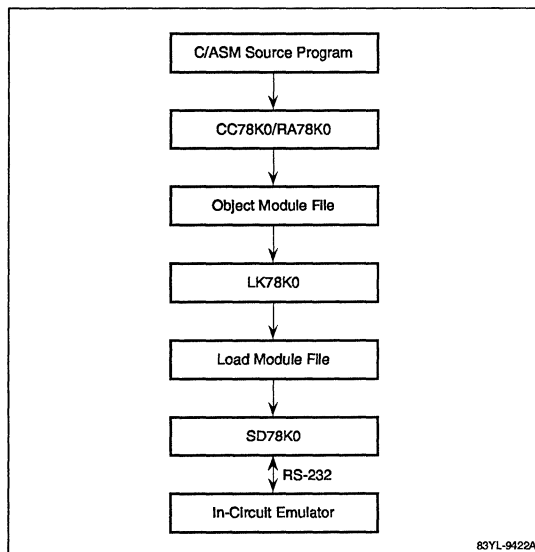 C/ASM Source Program
CC78K0/RA78K0
Object Module File
LK78K0
Load Module File
SD78K0
RS-232
In-Circuit Emulator
83YL-9422A